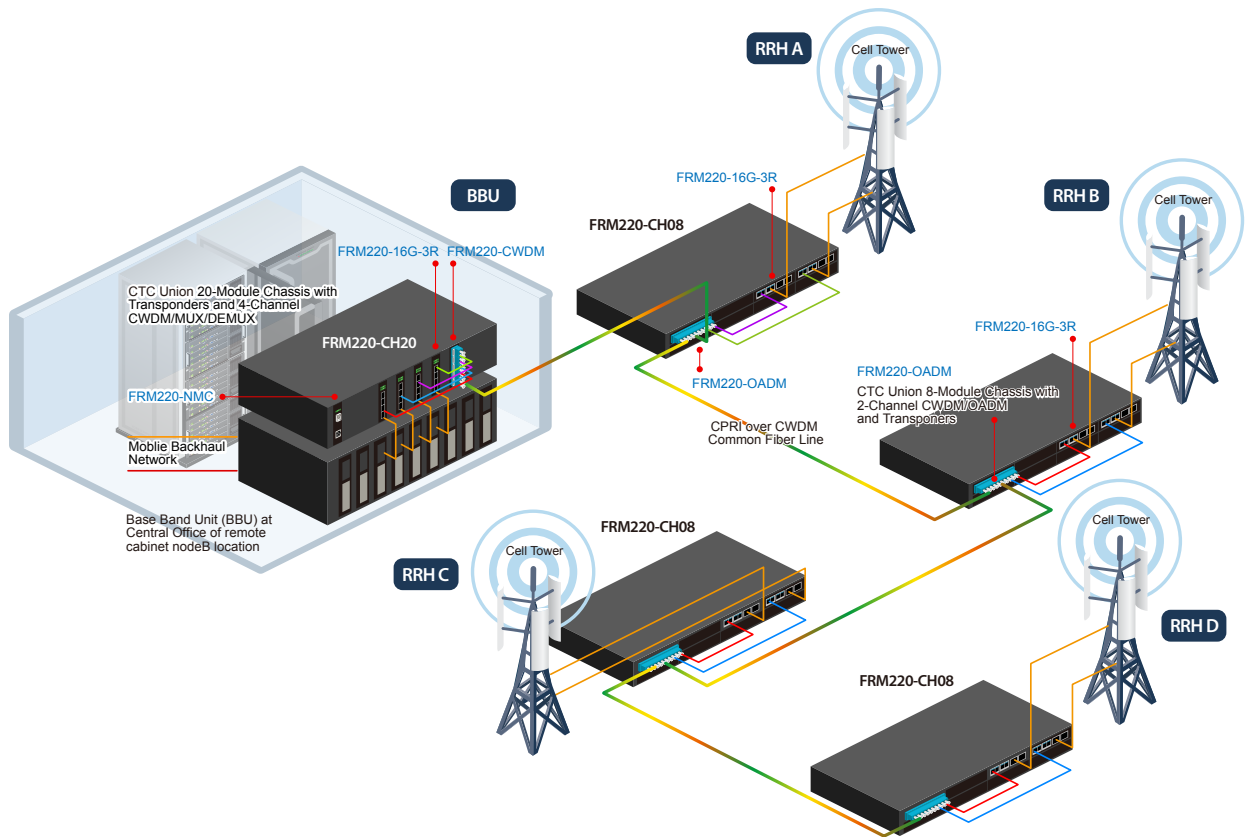 RRH A
Cell Tower
FRM220-16G-3R
FRM220-CH08
FRM220-OADM
BBU
FRM220-16G-3R
FRM220-CWDM
CTC Union 20-Module Chassis with
Transponders and 4-Channel
CWDM/MUX/DEMUX
FRM220-CH20
FRM220-NMC
Moblie Backhaul
Network
Base Band Unit (BBU) at
Central Office of remote
cabinet nodeB location
RRH B
Cell Tower
FRM220-16G-3R
FRM220-OADM
CTC Union 8-Module Chassis with
2-Channel CWDM/OADM
and Transponers
CPRI over CWDM
Common Fiber Line
FRM220-CH08
RRH C
Cell Tower
Cell Tower
RRH D
FRM220-CH08